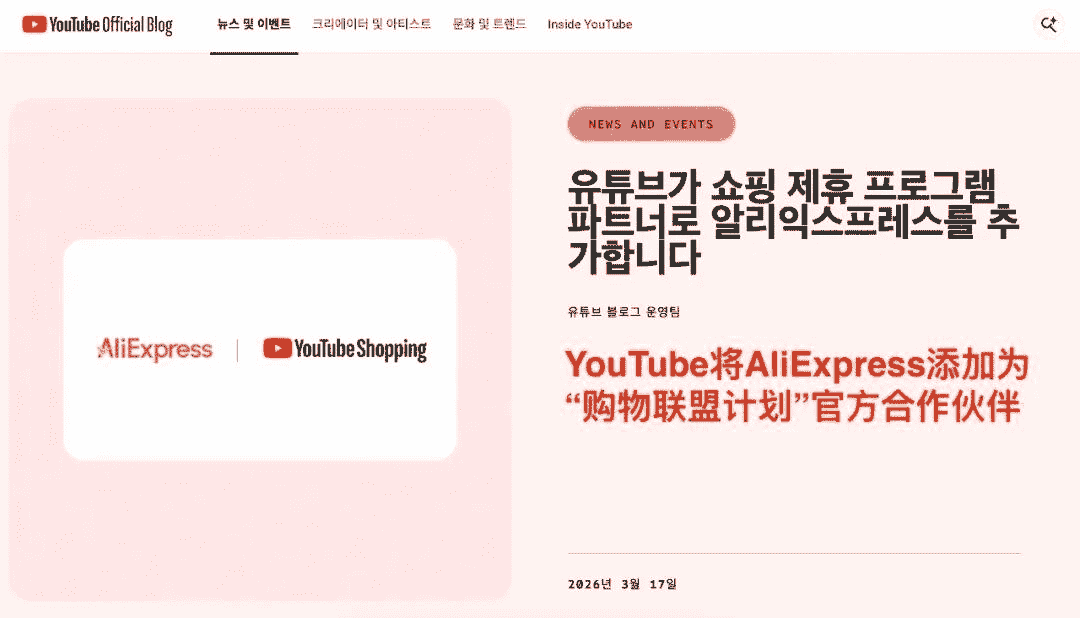 YouTube Official Blog
뉴스 및 이벤트
크리에이터 및 아티스트
문화 및 트렌드
Inside YouTube
AliExpress | YouTube Shopping
NEWS AND EVENTS
유튜브가 쇼핑 제휴 프로그램
파트너로 알리익스프레스를 추
가합니다
유튜브 블로그 운영팀
YouTube将AliExpress添加为
“购物联盟计划”官方合作伙伴
2026년 3월 17일